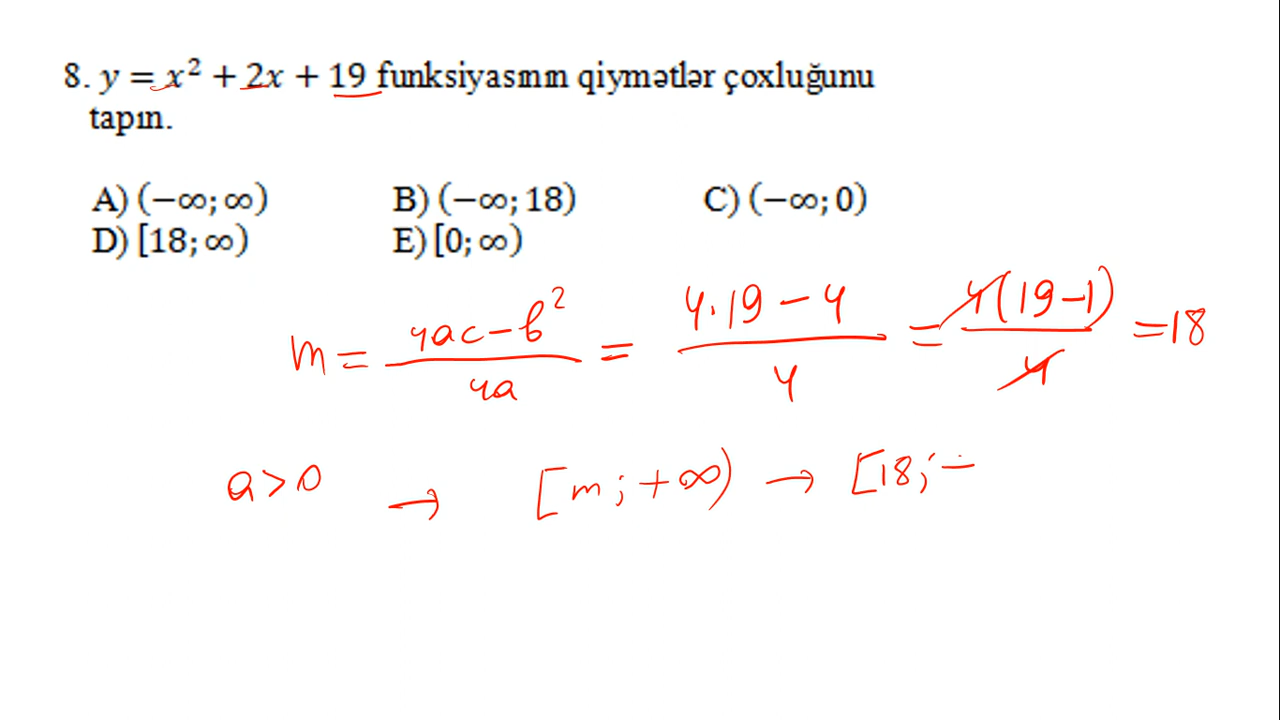 8. y = x² + 2x + 19 funksiyasının qiymətlər çoxluğunu
tapın.
A) (−∞; ∞) B) (−∞; 18) C) (−∞; 0)
D) [18; ∞) E) [0; ∞)
m = (4ac − b²)/(4a) = (4·19 − 4)/4 = 4(19−1)/4 = 18
a > 0 → [m; +∞) → [18; −